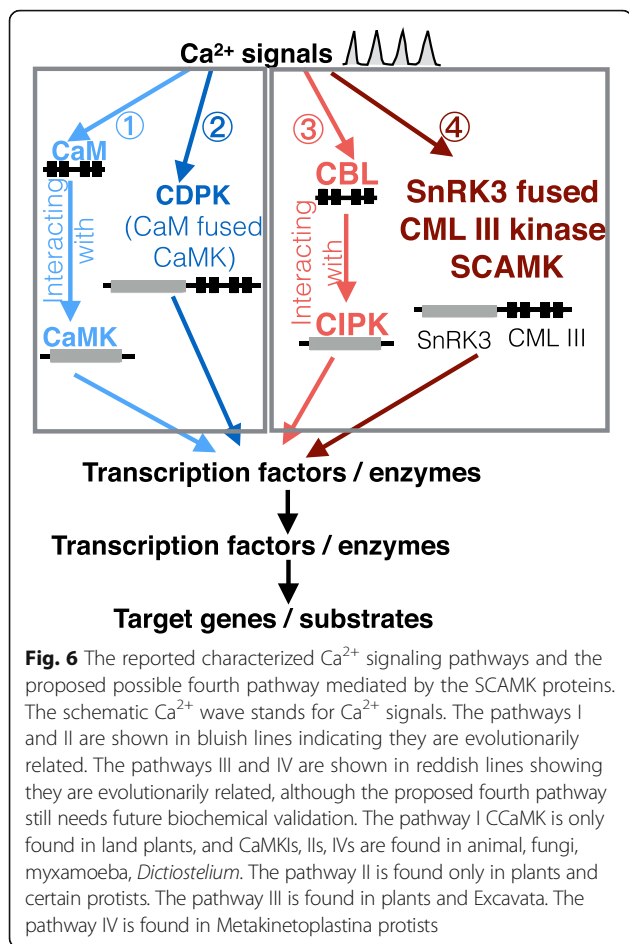 Ca²⁺ signals
① ② ③ ④
CaM
Interacting
with
CaMK
CDPK
(CaM fused
CaMK)
CBL
Interacting
with
CIPK
SnRK3 fused
CML III kinase
SCAMK
SnRK3 CML III
Transcription factors / enzymes
Transcription factors / enzymes
Target genes / substrates
Fig. 6 The reported characterized Ca²⁺ signaling pathways and the
proposed possible fourth pathway mediated by the SCAMK proteins.
The schematic Ca²⁺ wave stands for Ca²⁺ signals. The pathways I
and II are shown in bluish lines indicating they are evolutionarily
related. The pathways III and IV are shown in reddish lines showing
they are evolutionarily related, although the proposed fourth pathway
still needs future biochemical validation. The pathway I CCaMK is only
found in land plants, and CaMKIs, IIs, IVs are found in animal, fungi,
myxamoeba, Dictiostelium. The pathway II is found only in plants and
certain protists. The pathway III is found in plants and Excavata. The
pathway IV is found in Metakinetoplastina protists